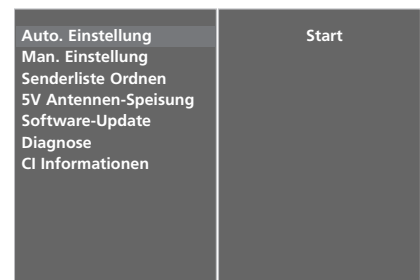 Auto. Einstellung
Start
Man. Einstellung
Senderliste Ordnen
5V Antennen-Speisung
Software-Update
Diagnose
CI Informationen